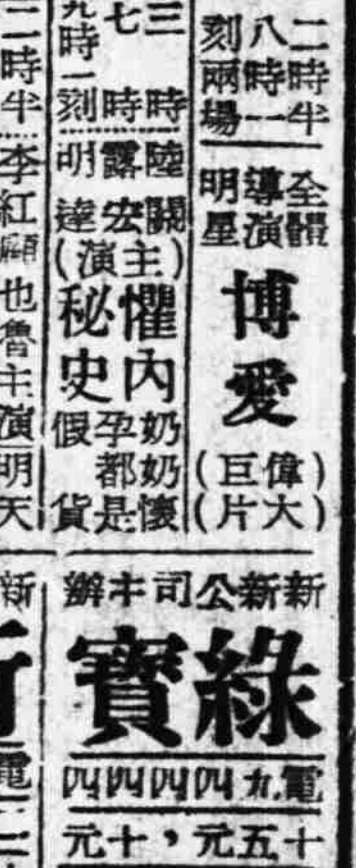 二時半
八時一
刻兩場
全體
導演
明星
博愛
(偉大
巨片)
三時
七時
九時一刻
陸露明
關宏達
(主演)
懼內
秘史
奶奶懷
孕都是
假貨
二時半
李紅 顧也魯主演明天
新新公司主辦
綠寶
電九四四四四
十五元，十元
新
新
電